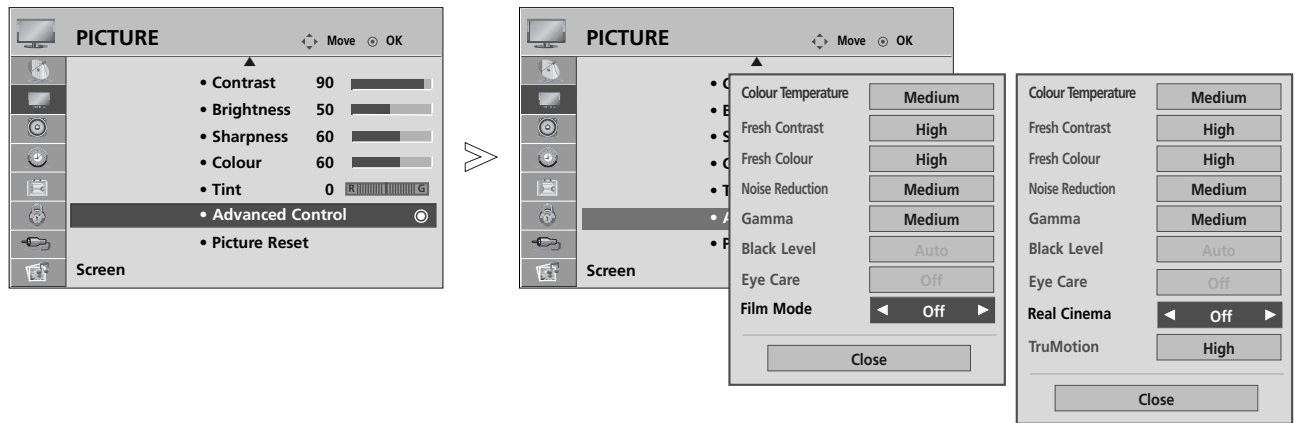 PICTURE Move OK
• Contrast 90
• Brightness 50
• Sharpness 60
• Colour 60
• Tint 0 R G
• Advanced Control
• Picture Reset
Screen
PICTURE Move OK
• C
• B
• S
• C
• T
• A
• P
Screen
Colour Temperature Medium
Fresh Contrast High
Fresh Colour High
Noise Reduction Medium
Gamma Medium
Black Level Auto
Eye Care Off
Film Mode Off
Close
Colour Temperature Medium
Fresh Contrast High
Fresh Colour High
Noise Reduction Medium
Gamma Medium
Black Level Auto
Eye Care Off
Real Cinema Off
TruMotion High
Close